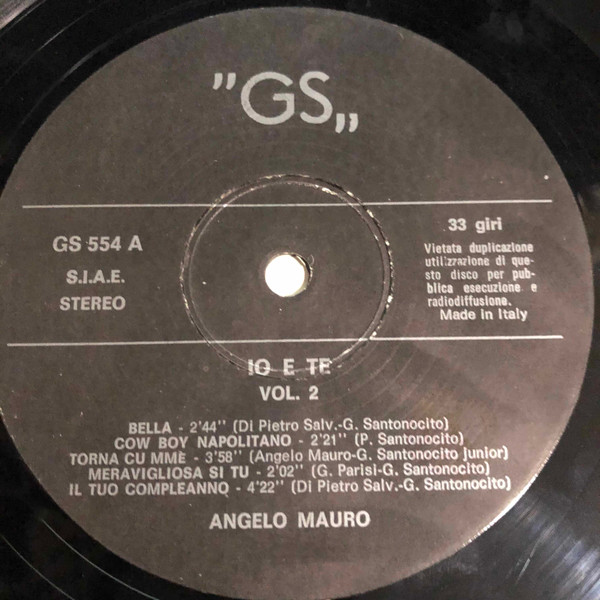 "GS„
GS 554 A
S.I.A.E.
STEREO
33 giri
Vietata duplicazione
utilizzazione di que-
sto disco per pub-
blica esecuzione e
radiodiffusione.
Made in Italy
IO E TE
VOL. 2
BELLA - 2'44" (Di Pietro Salv.-G. Santonocito)
COW BOY NAPOLITANO - 2'21" (P. Santonocito)
TORNA CU MME - 3'58" (Angelo Mauro-G. Santonocito junior)
MERAVIGLIOSA SI TU - 2'02" (G. Parisi-G. Santonocito)
IL TUO COMPLEANNO - 4'22" (Di Pietro Salv.-G. Santonocito)
ANGELO MAURO